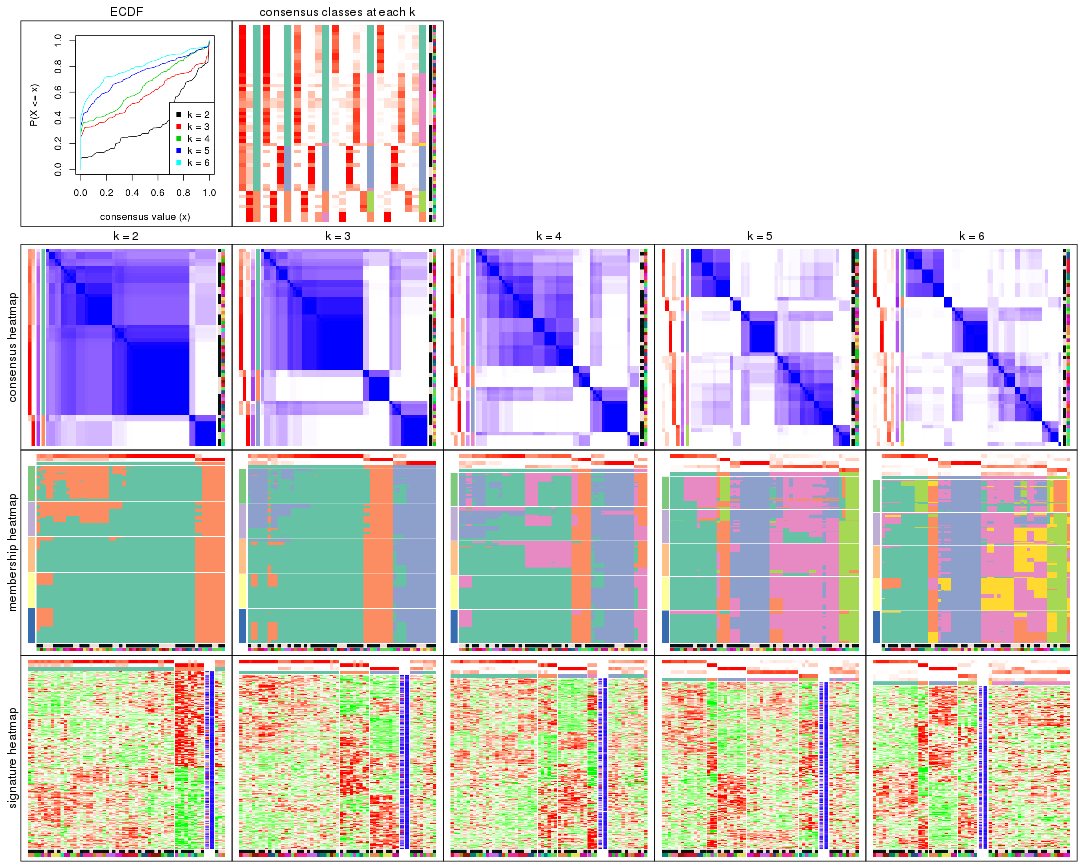 ECDF
consensus classes at each k
P(X <= x)
0.0 0.2 0.4 0.6 0.8 1.0
k = 2
k = 3
k = 4
k = 5
k = 6
0.0 0.2 0.4 0.6 0.8 1.0
consensus value (x)
k = 2 k = 3 k = 4 k = 5 k = 6
consensus heatmap
membership heatmap
signature heatmap